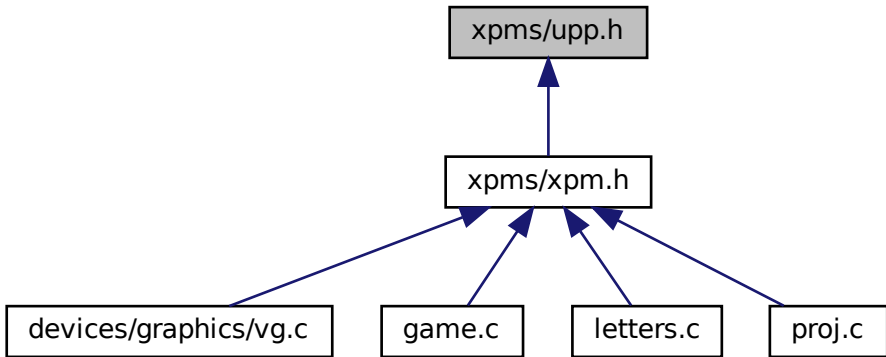 xpms/upp.h
xpms/xpm.h
devices/graphics/vg.c
game.c
letters.c
proj.c